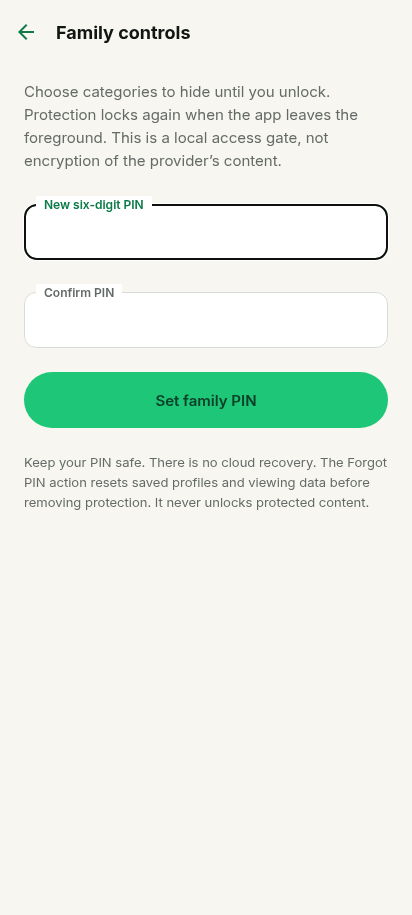 Family controls
Choose categories to hide until you unlock.
Protection locks again when the app leaves the
foreground. This is a local access gate, not
encryption of the provider’s content.
New six-digit PIN
Confirm PIN
Set family PIN
Keep your PIN safe. There is no cloud recovery. The Forgot
PIN action resets saved profiles and viewing data before
removing protection. It never unlocks protected content.